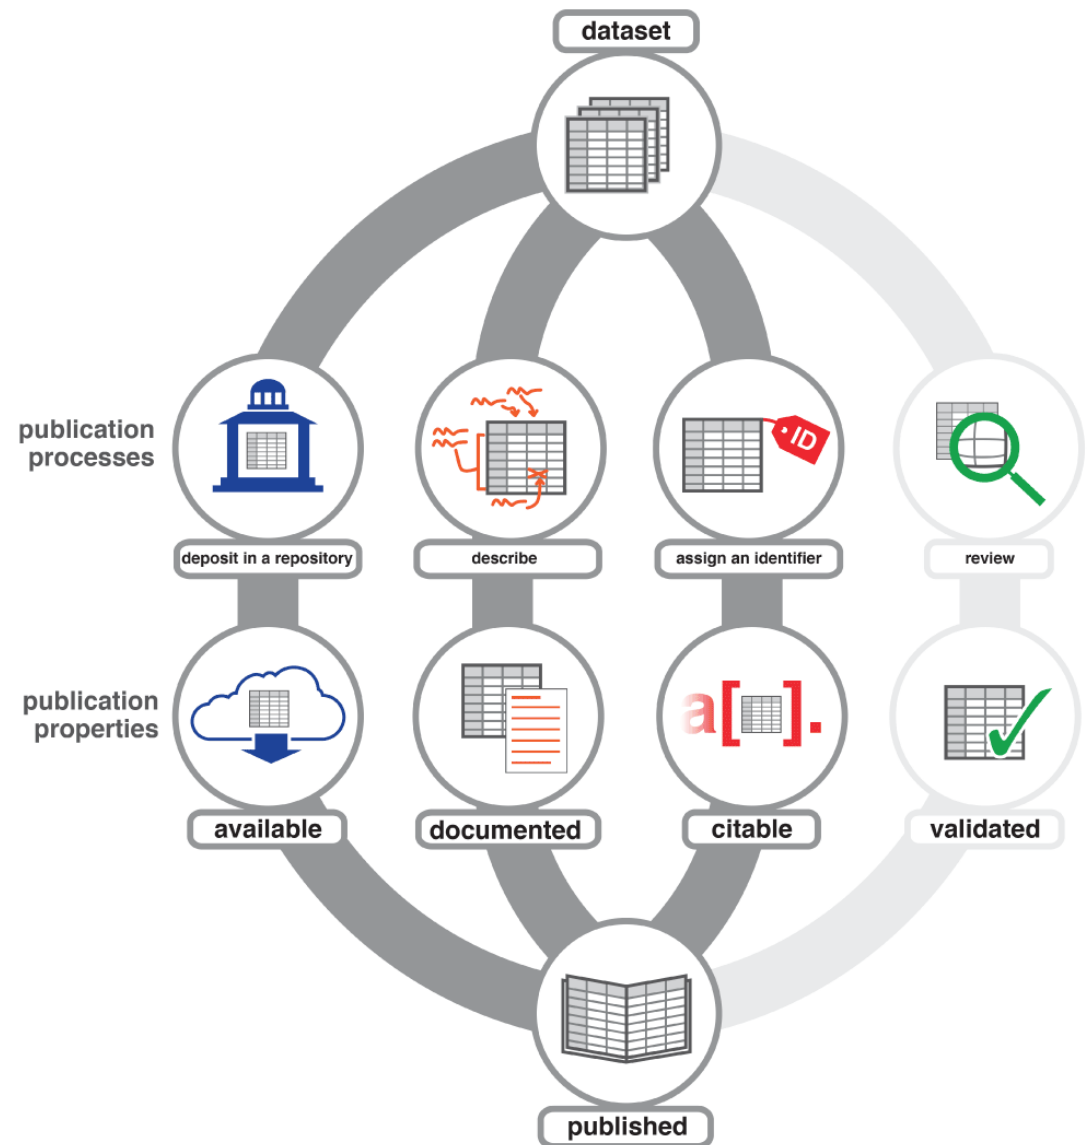 dataset
publication
processes
ID
deposit in a repository
describe
assign an identifier
review
publication
properties
a[ ].
available
documented
citable
validated
published